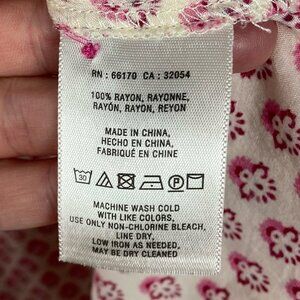 RN : 66170 CA : 32054
100% RAYON, RAYONNE,
RAYÓN, RAYON, REYON
MADE IN CHINA,
HECHO EN CHINA,
FABRIQUÉ EN CHINE
30
P
MACHINE WASH COLD
WITH LIKE COLORS,
USE ONLY NON-CHLORINE BLEACH,
LINE DRY,
LOW IRON AS NEEDED,
MAY BE DRY CLEANED